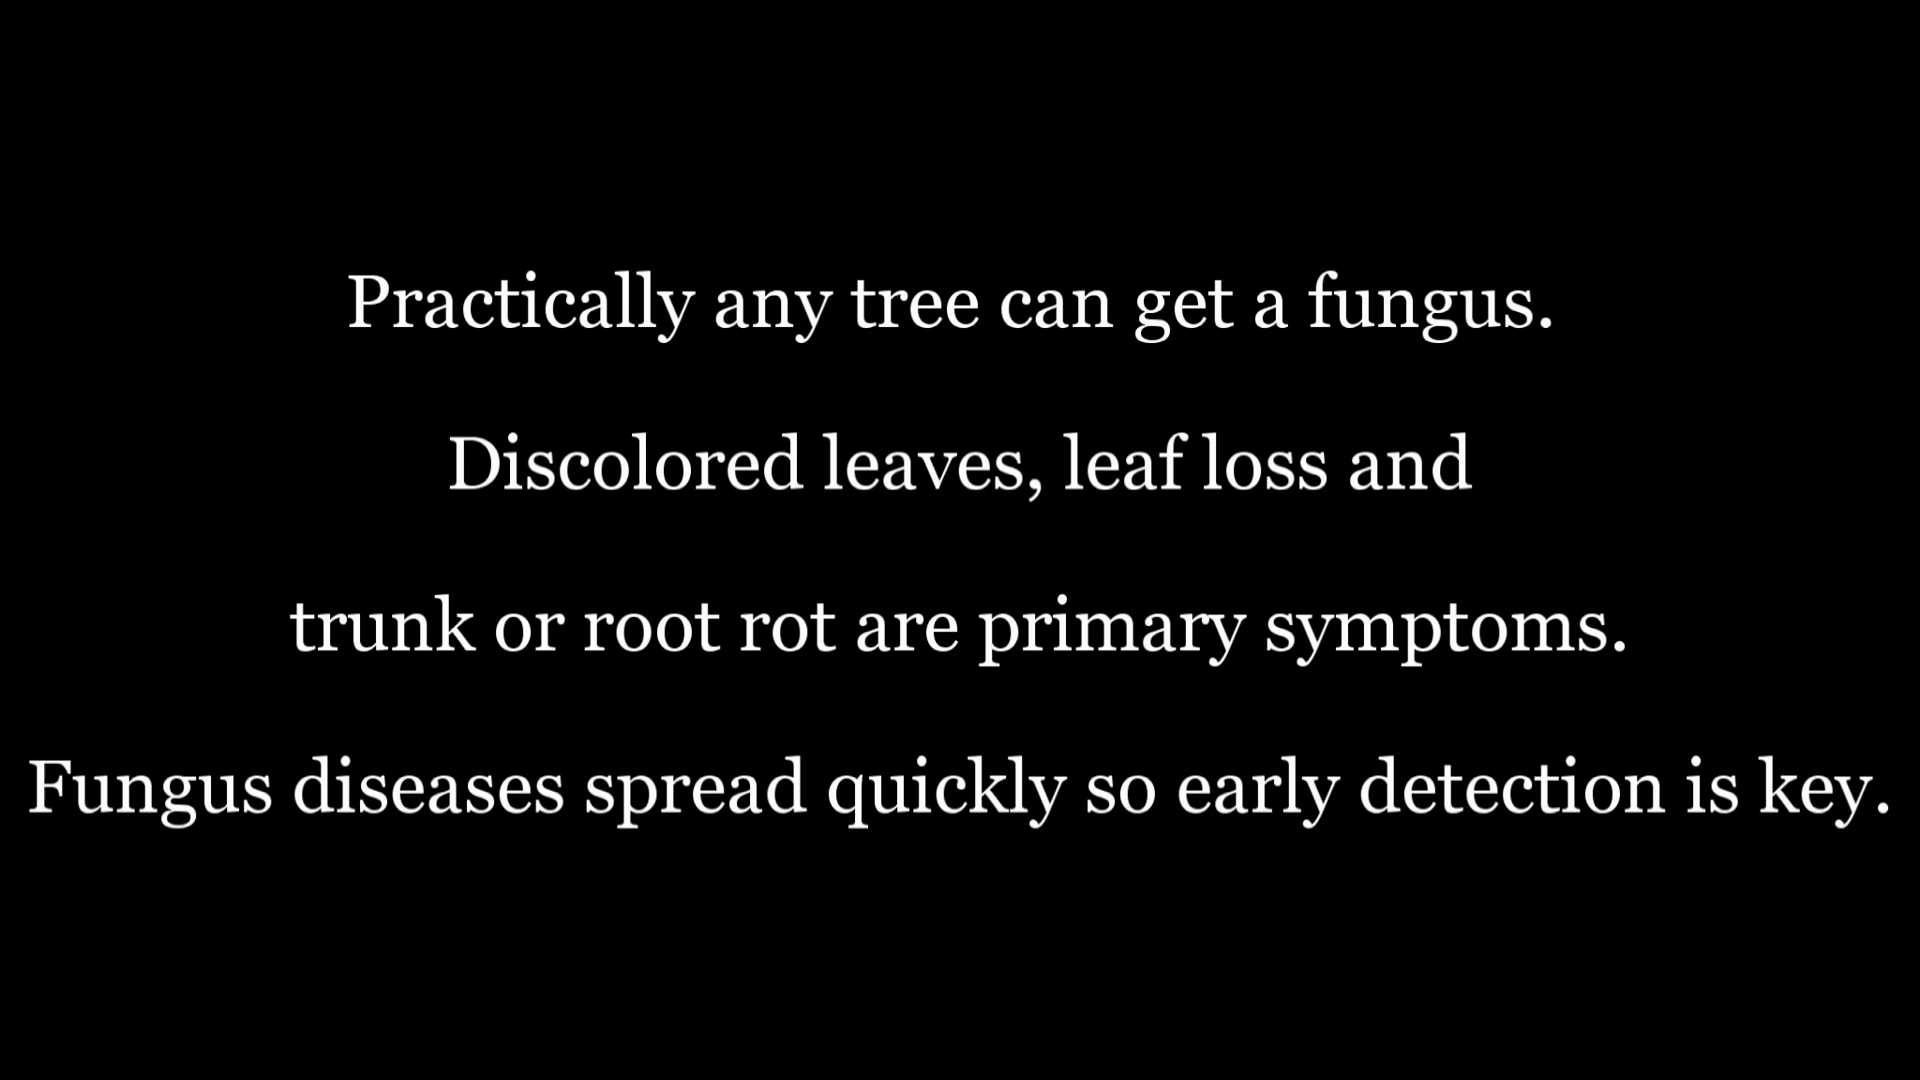 Practically any tree can get a fungus.
Discolored leaves, leaf loss and
trunk or root rot are primary symptoms.
Fungus diseases spread quickly so early detection is key.